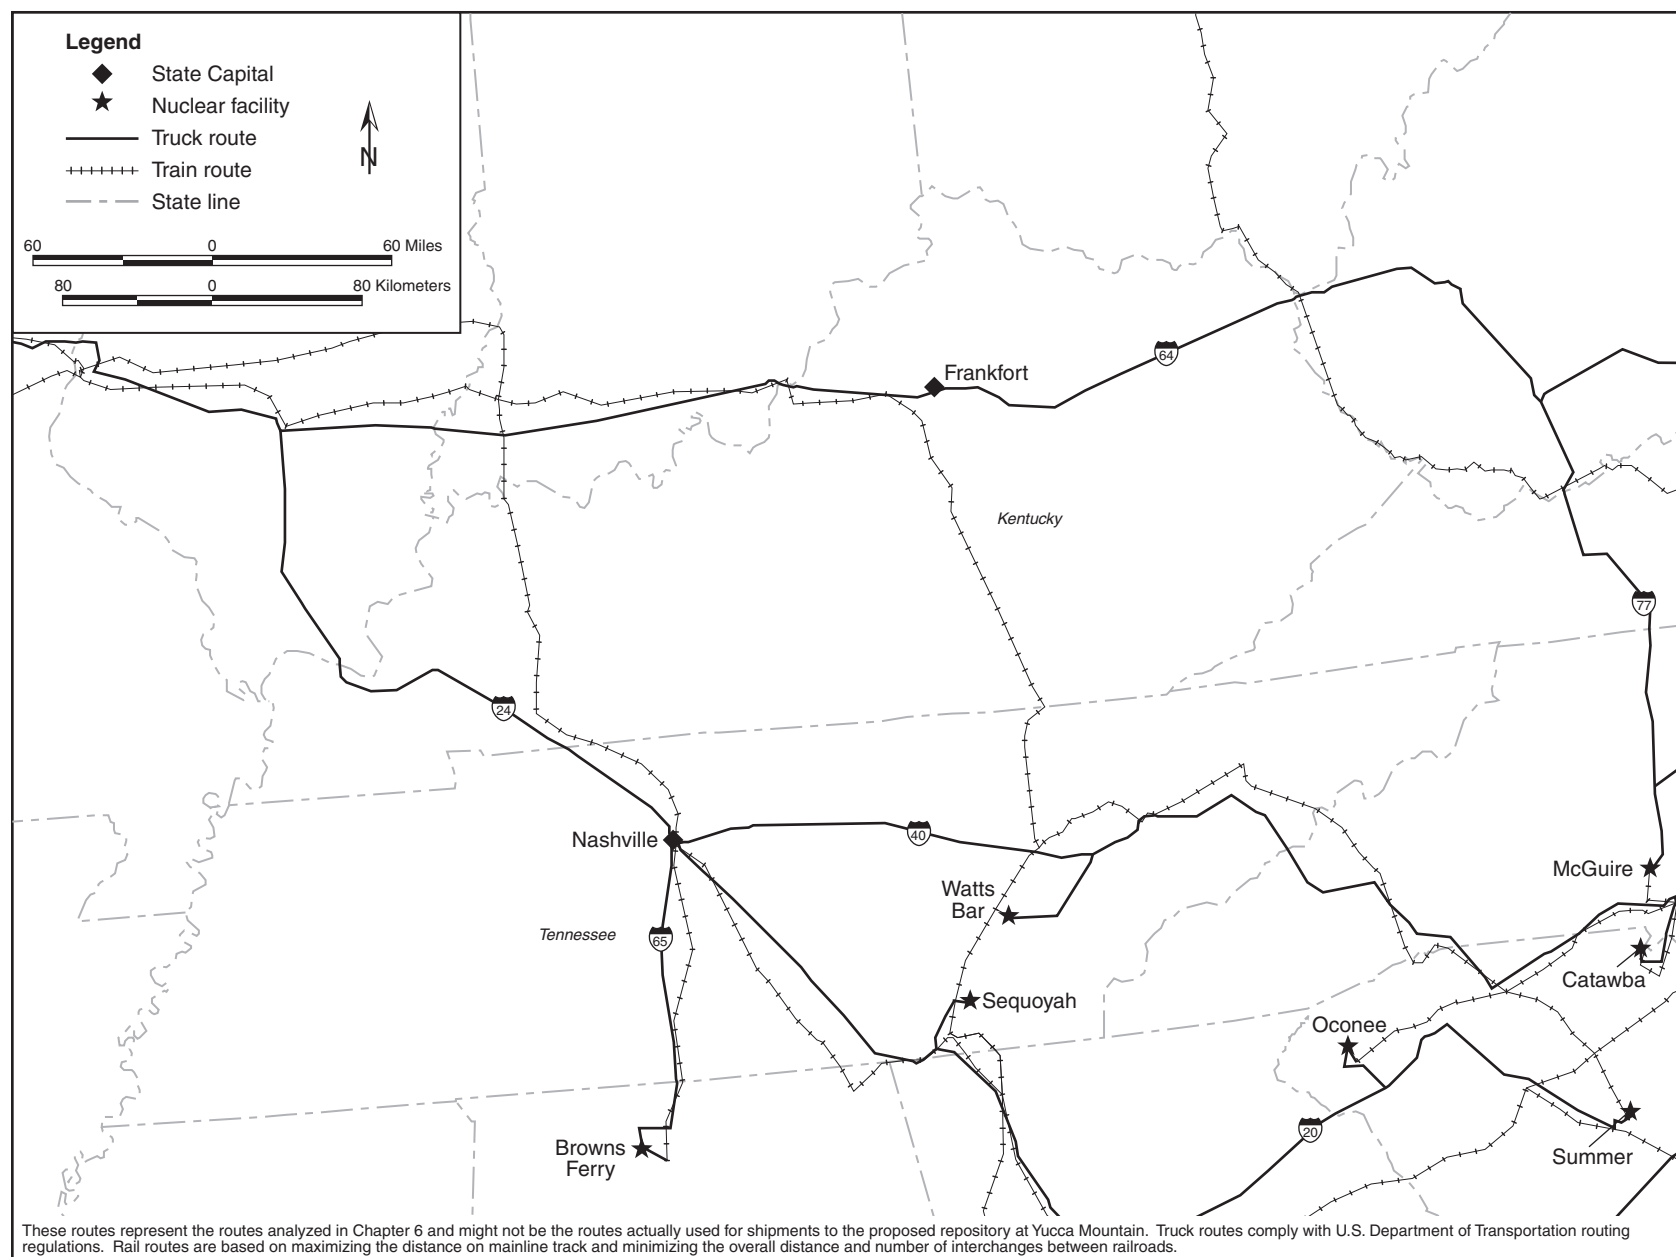 Legend
State Capital
Nuclear facility
Truck route
Train route
State line
N
60 0 60 Miles
80 0 80 Kilometers
Frankfort
64
Kentucky
77
24
Nashville
40
McGuire
Watts
Bar
Tennessee
65
Catawba
Sequoyah
Oconee
20
Browns
Ferry
Summer
These routes represent the routes analyzed in Chapter 6 and might not be the routes actually used for shipments to the proposed repository at Yucca Mountain. Truck routes comply with U.S. Department of Transportation routing
regulations. Rail routes are based on maximizing the distance on mainline track and minimizing the overall distance and number of interchanges between railroads.